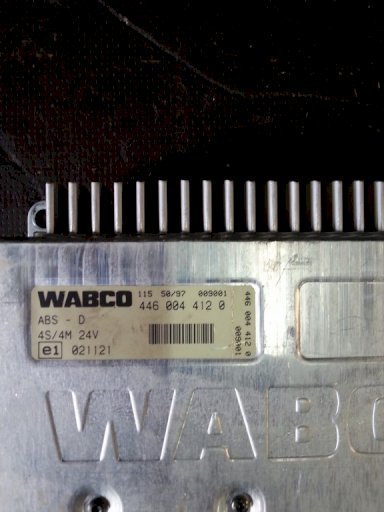 WABCO 115 50/97 009001
446 004 412 0
ABS - D
4S/4M 24V
e1 021121
446 004 412 0
009001
WABC